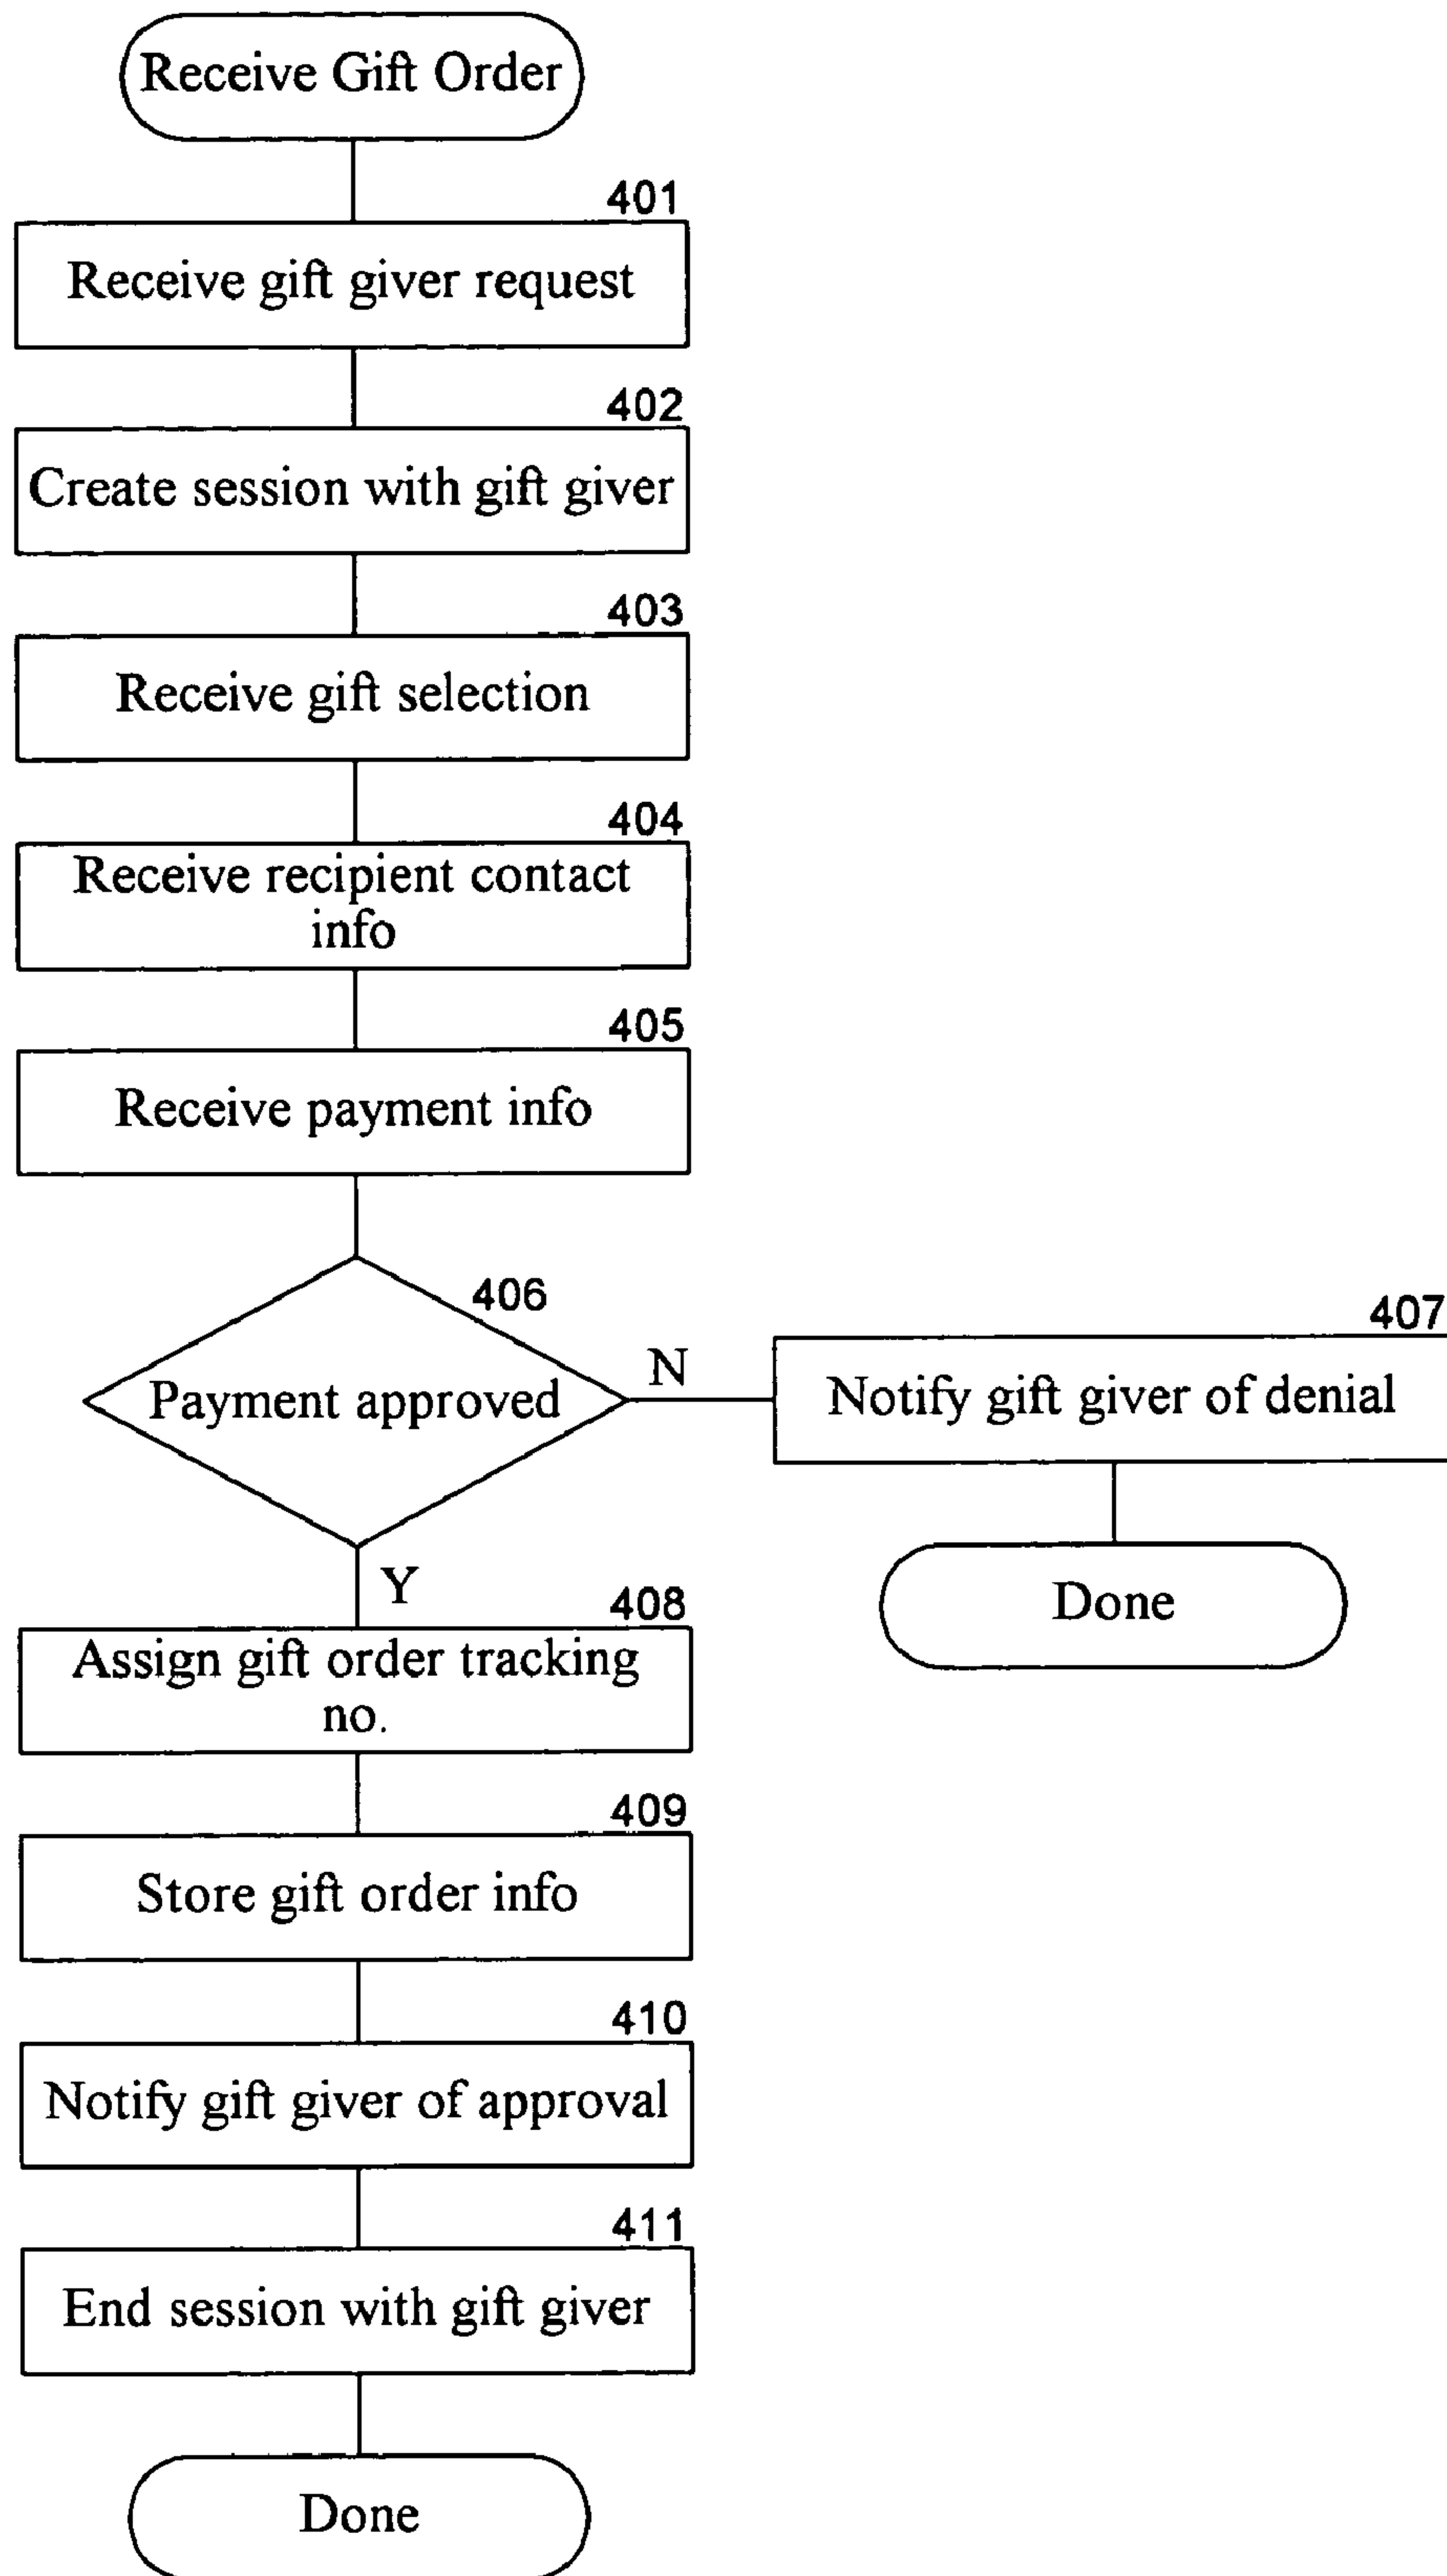 Receive Gift Order
401
Receive gift giver request
402
Create session with gift giver
403
Receive gift selection
404
Receive recipient contact
info
405
Receive payment info
406
Payment approved
N
407
Notify gift giver of denial
Done
Y
408
Assign gift order tracking
no.
409
Store gift order info
410
Notify gift giver of approval
411
End session with gift giver
Done